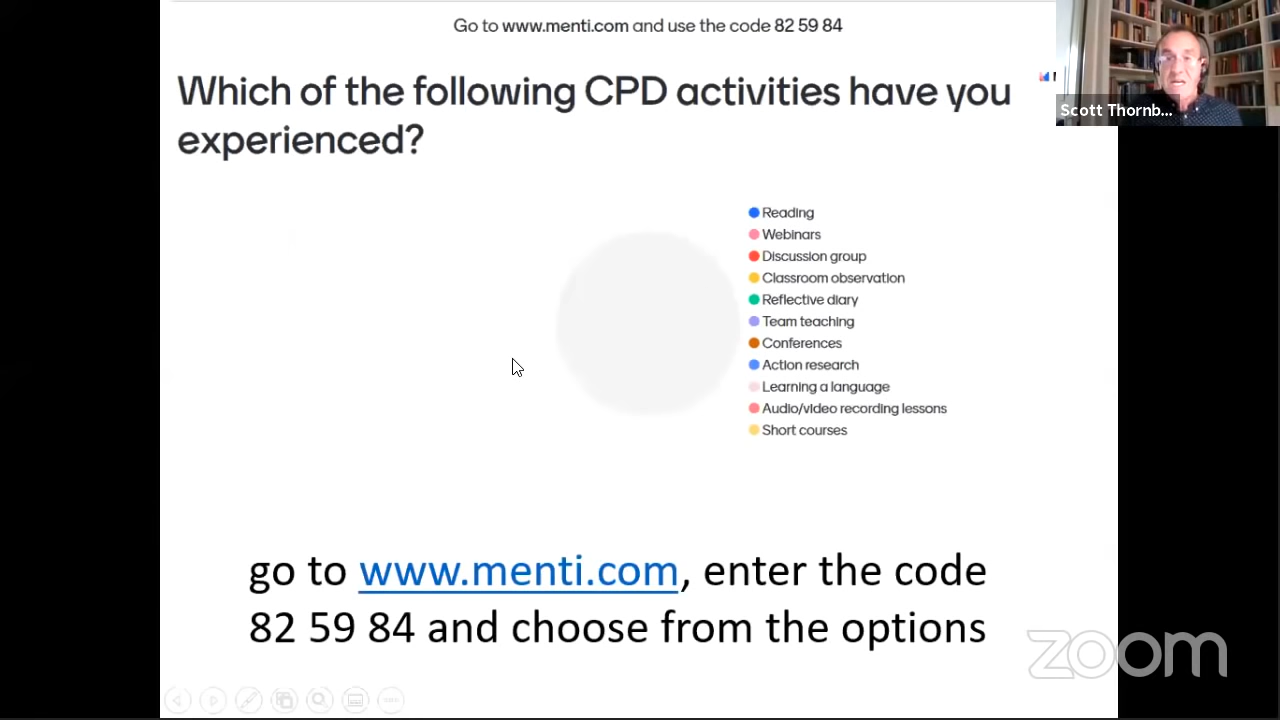 Go to www.menti.com and use the code 82 59 84
Which of the following CPD activities have you
experienced?
Scott Thornb...
Reading
Webinars
Discussion group
Classroom observation
Reflective diary
Team teaching
Conferences
Action research
Learning a language
Audio/video recording lessons
Short courses
go to www.menti.com, enter the code
82 59 84 and choose from the options
zoom